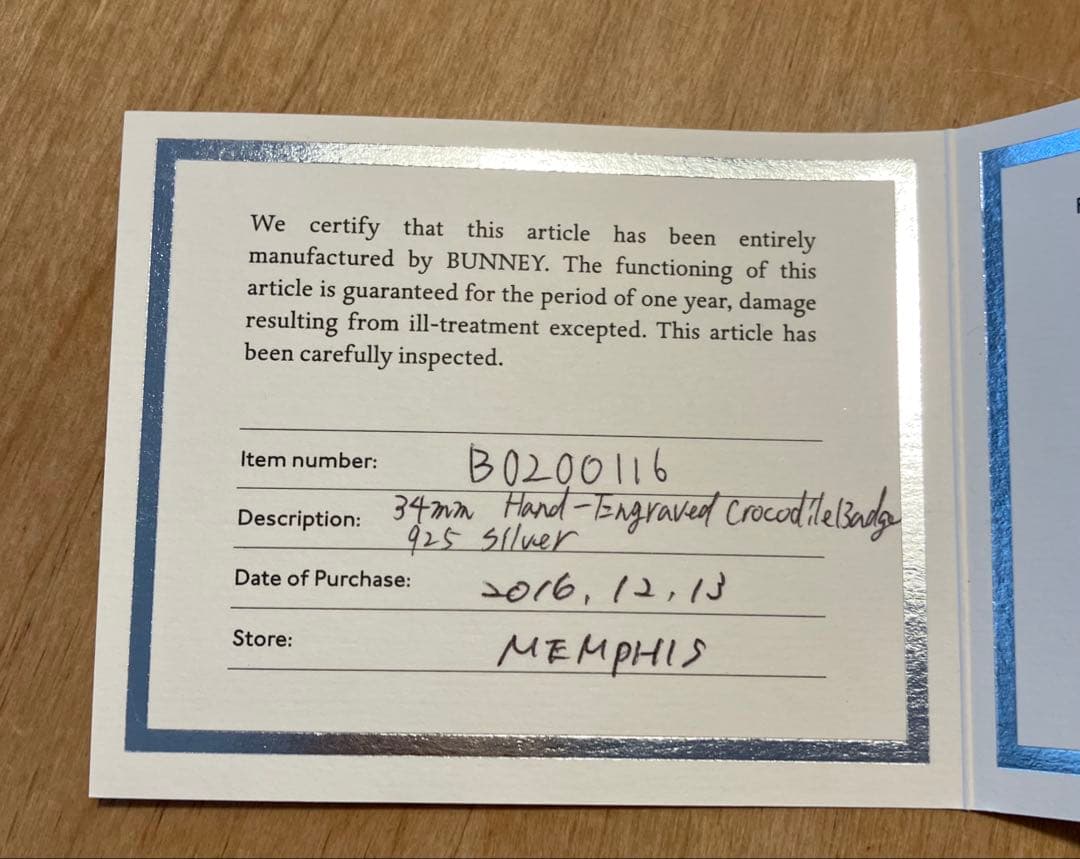 We certify that this article has been entirely
manufactured by BUNNEY. The functioning of this
article is guaranteed for the period of one year, damage
resulting from ill-treatment excepted. This article has
been carefully inspected.
Item number: B0200116
Description: 34mm Hand-Engraved Crocodile Badge
925 Silver
Date of Purchase: 2016, 12, 13
Store: MEMPHIS